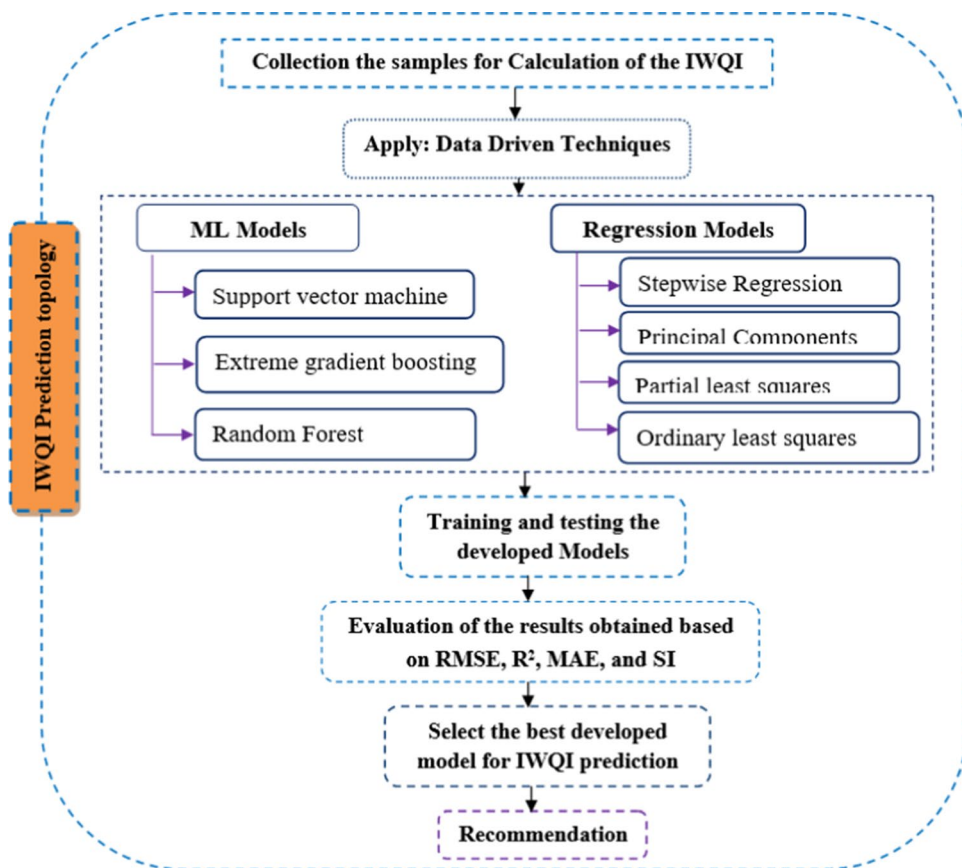 IWQI Prediction topology
Collection the samples for Calculation of the IWQI
Apply: Data Driven Techniques
ML Models
Support vector machine
Extreme gradient boosting
Random Forest
Regression Models
Stepwise Regression
Principal Components
Partial least squares
Ordinary least squares
Training and testing the
developed Models
Evaluation of the results obtained based
on RMSE, R², MAE, and SI
Select the best developed
model for IWQI prediction
Recommendation